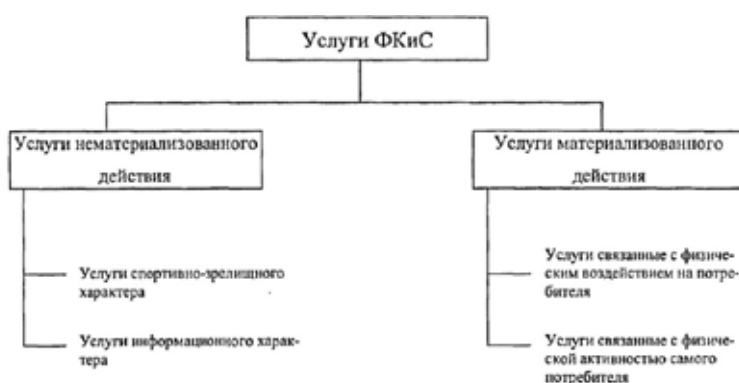 Услуги ФКиС
Услуги нематериализованного
действия
Услуги материализованного
действия
Услуги спортивно-зрелищного
характера
Услуги информационного харак-
тера
Услуги связанные с физиче-
ским воздействием на потре-
бителя
Услуги связанные с физиче-
ской активностью самого
потребителя